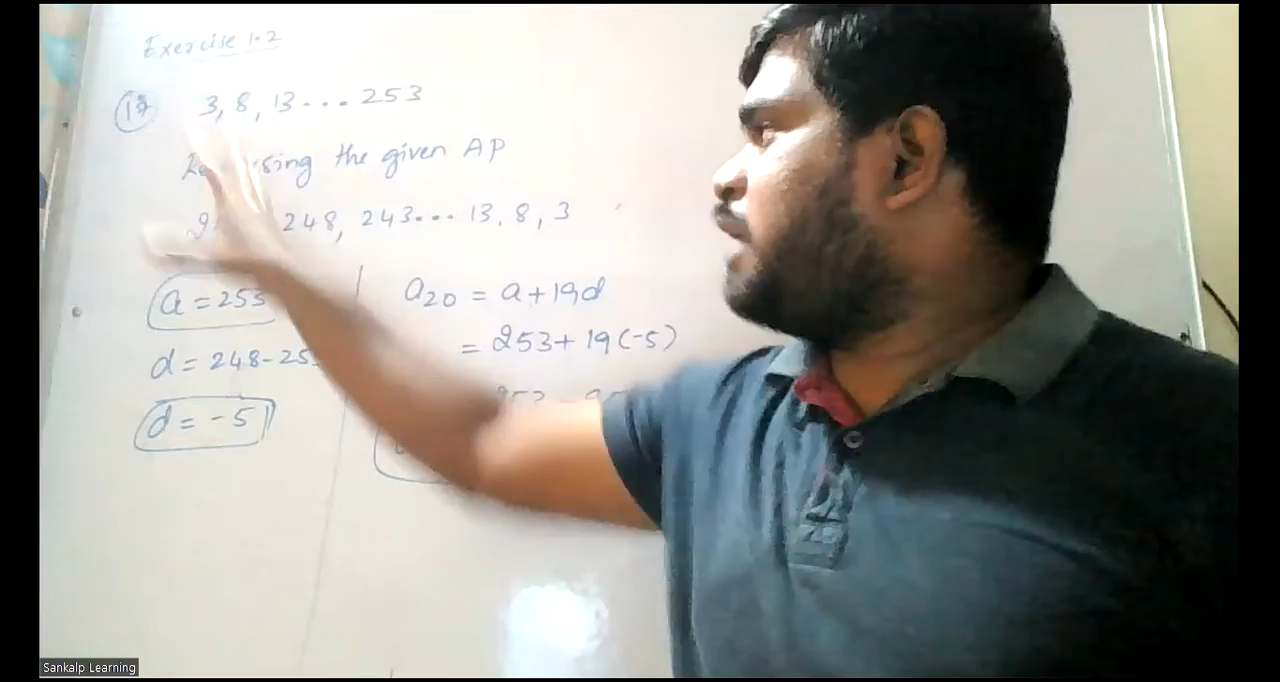 Exercise 1.2
17 3, 8, 13... 253
the given AP
248, 243... 13, 8, 3
a = 253
d = 248-25
d = -5
a20 = a+19d
= 253+19(-5)
Sankalp Learning